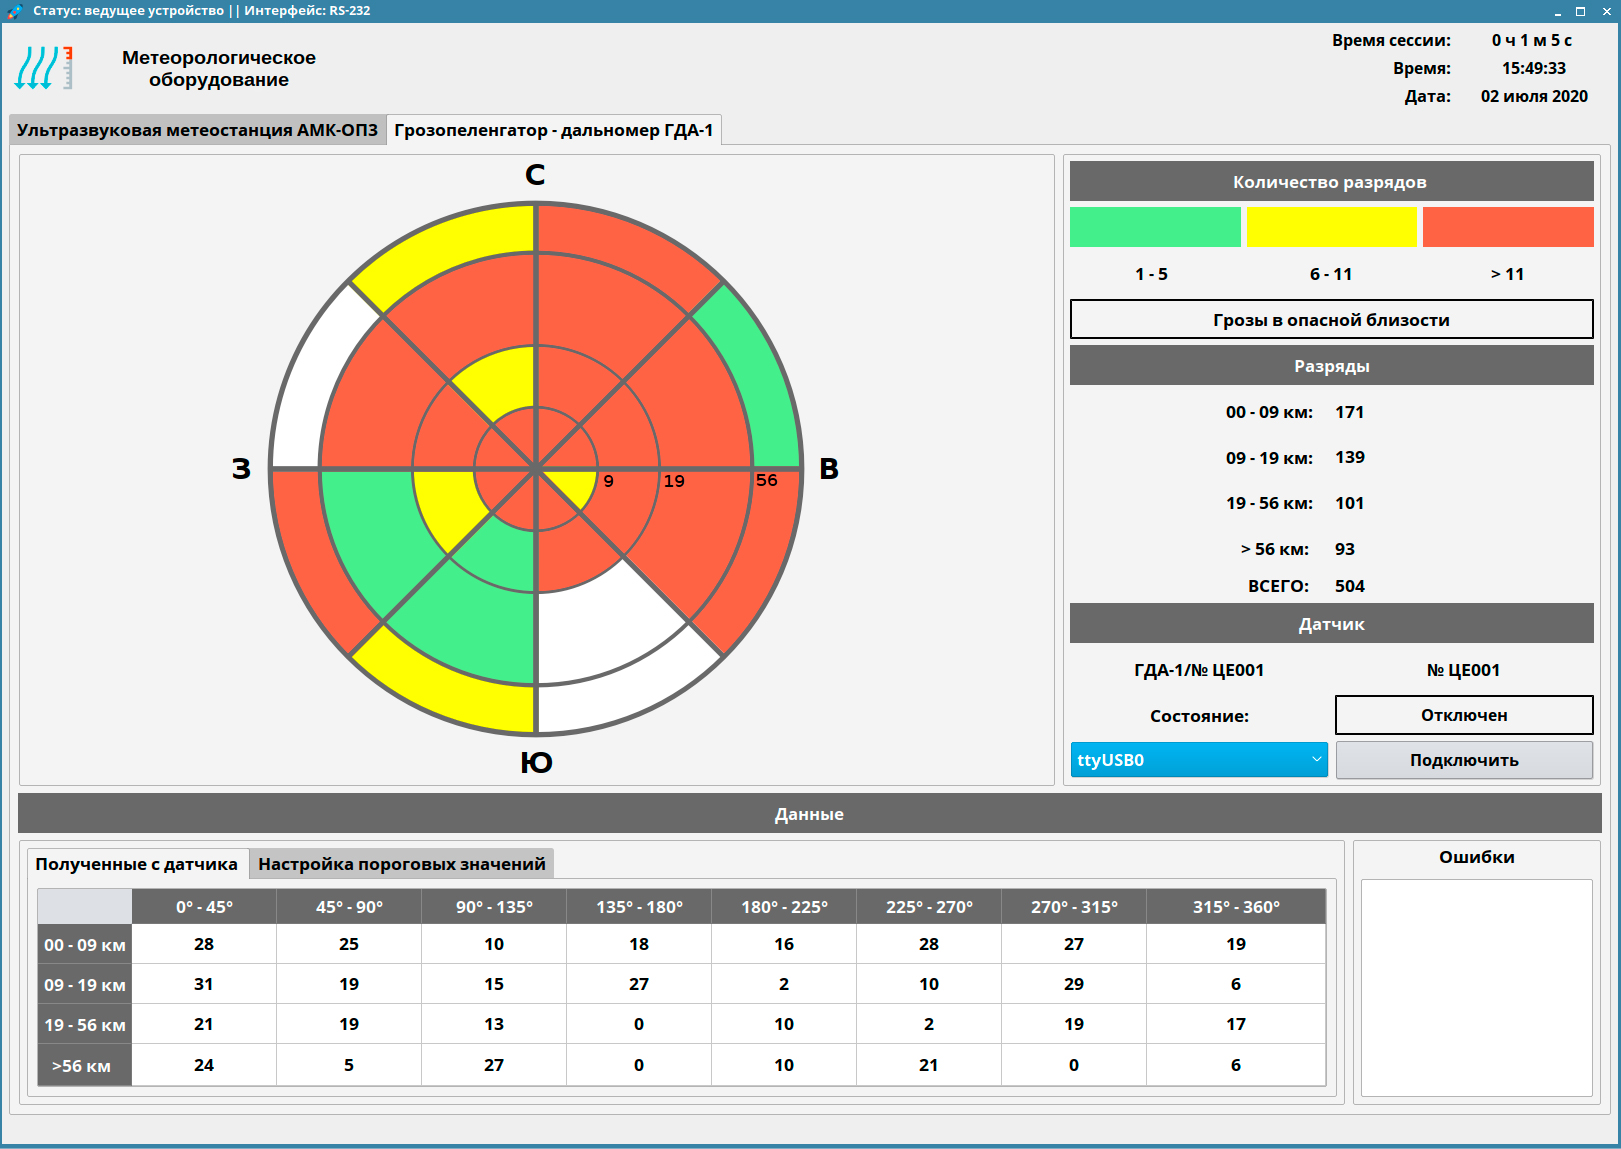 Статус: ведущее устройство || Интерфейс: RS-232
Метеорологическое
оборудование
Время сессии: 0 ч 1 м 5 с
Время: 15:49:33
Дата: 02 июля 2020
Ультразвуковая метеостанция АМК-ОПЗ
Грозопеленгатор - дальномер ГДА-1
С
З
В
Ю
9
19
56
Количество разрядов
1 - 5
6 - 11
> 11
Грозы в опасной близости
Разряды
00 - 09 км: 171
09 - 19 км: 139
19 - 56 км: 101
> 56 км: 93
ВСЕГО: 504
Датчик
ГДА-1/№ ЦЕ001 № ЦЕ001
Состояние: Отключен
ttyUSB0
Подключить
Данные
Полученные с датчика
Настройка пороговых значений
0° - 45° 45° - 90° 90° - 135° 135° - 180° 180° - 225° 225° - 270° 270° - 315° 315° - 360°
00 - 09 км 28 25 10 18 16 28 27 19
09 - 19 км 31 19 15 27 2 10 29 6
19 - 56 км 21 19 13 0 10 2 19 17
>56 км 24 5 27 0 10 21 0 6
Ошибки